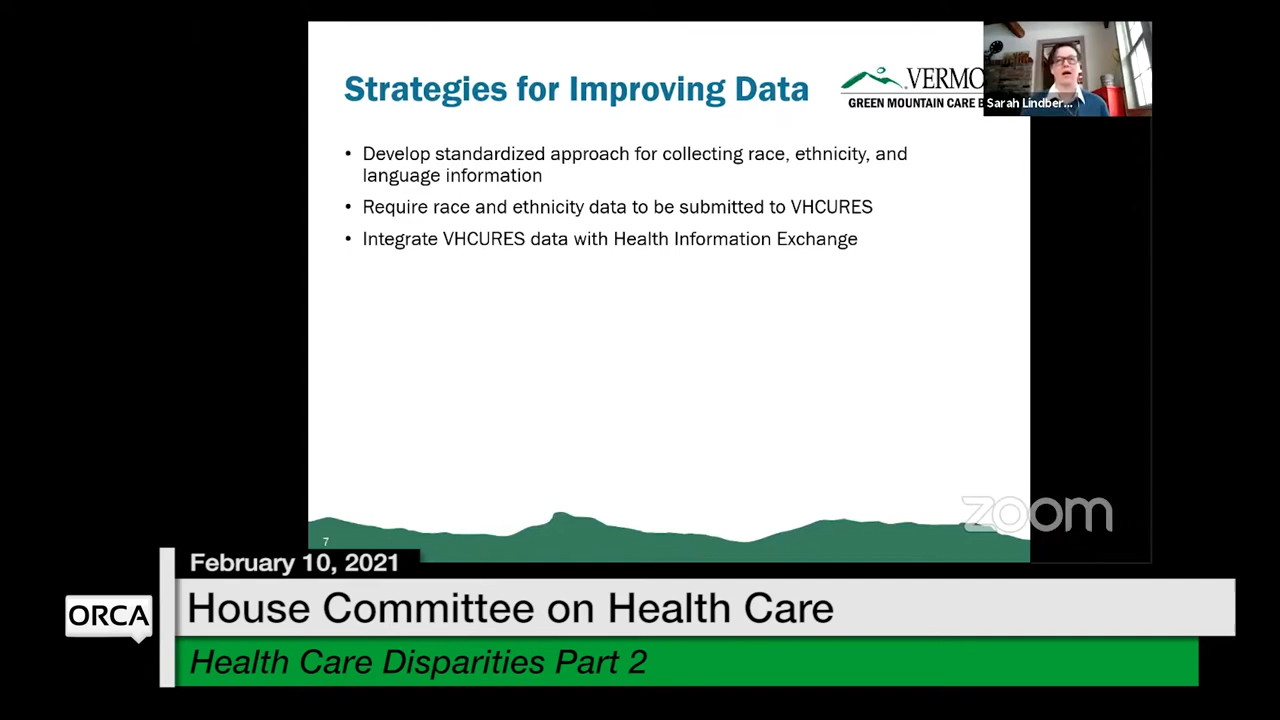 Strategies for Improving Data
VERMO
GREEN MOUNTAIN CARE B
Sarah Lindber...
• Develop standardized approach for collecting race, ethnicity, and
language information
• Require race and ethnicity data to be submitted to VHCURES
• Integrate VHCURES data with Health Information Exchange
zoom
7
February 10, 2021
ORCA
House Committee on Health Care
Health Care Disparities Part 2